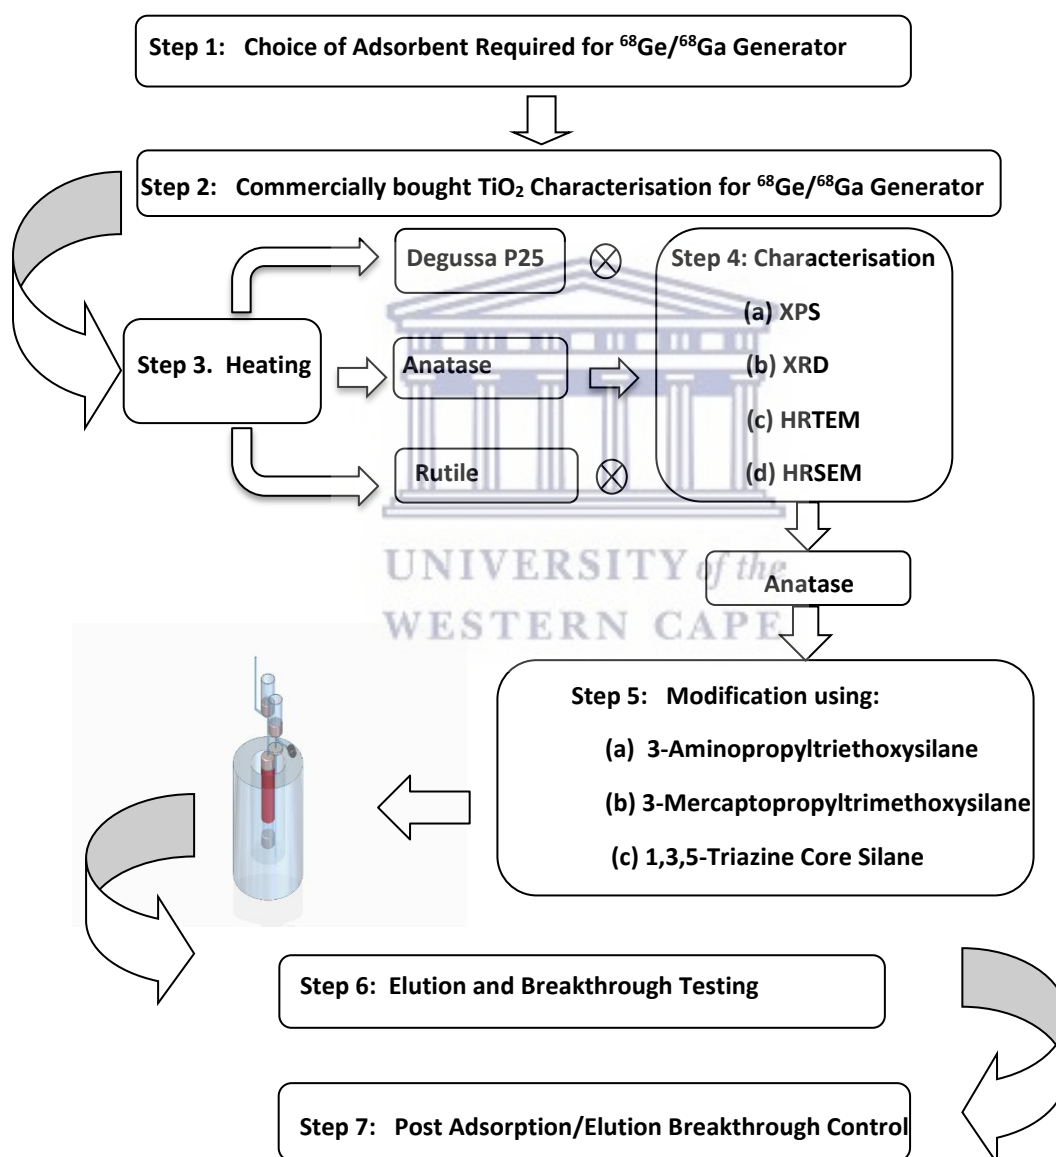 Step 1: Choice of Adsorbent Required for ⁶⁸Ge/⁶⁸Ga Generator
Step 2: Commercially bought TiO₂ Characterisation for ⁶⁸Ge/⁶⁸Ga Generator
Step 3. Heating
Degussa P25
Anatase
Rutile
Step 4: Characterisation
(a) XPS
(b) XRD
(c) HRTEM
(d) HRSEM
UNIVERSITY of the
WESTERN CAPE
Anatase
Step 5: Modification using:
(a) 3-Aminopropyltriethoxysilane
(b) 3-Mercaptopropyltrimethoxysilane
(c) 1,3,5-Triazine Core Silane
Step 6: Elution and Breakthrough Testing
Step 7: Post Adsorption/Elution Breakthrough Control